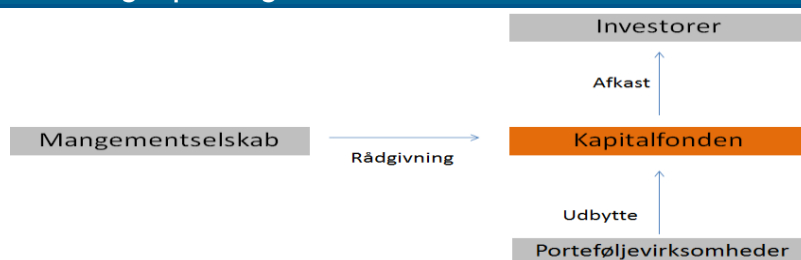 Investorer
Afkast
Mangementselskab
Rådgivning
Kapitalfonden
Udbytte
Porteføljevirksomheder